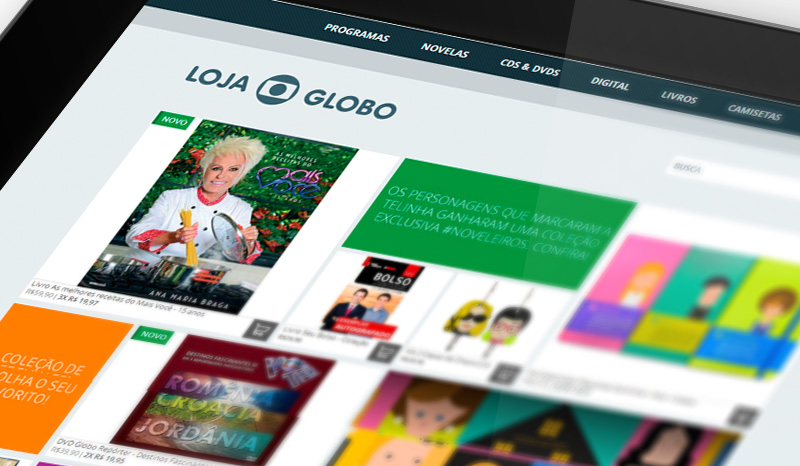 PROGRAMAS NOVELAS CDS & DVDS DIGITAL LIVROS CAMISETAS
LOJA GLOBO
BUSCA
NOVO
AS MELHORES
RECEITAS DO
Mais
Você
ANA MARIA BRAGA
Livro As melhores receitas do Mais Você - 15 anos
R$59,90 | 3X R$ 19,97
OS PERSONAGENS QUE MARCARAM A
TELINHA GANHARAM UMA COLEÇÃO
EXCLUSIVA #NOVELEIROS. CONFIRA!
BOLSO
AUTOGRAFADO
COLEÇÃO DE
OLHA O SEU
NOVO
DESTINOS FASCINANTES
ROMÊNIA
CROÁCIA
JORDÂNIA
DVD Globo Repórter - Destinos
R$39,90 | 2X R$ 19,95